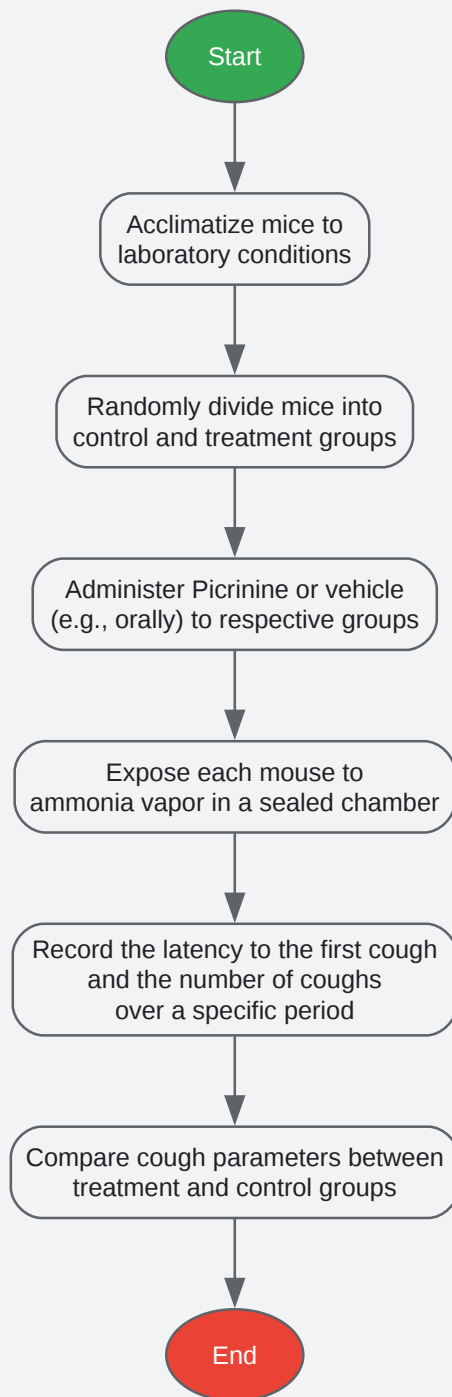 Start
Acclimatize mice to
laboratory conditions
Randomly divide mice into
control and treatment groups
Administer Picrinine or vehicle
(e.g., orally) to respective groups
Expose each mouse to
ammonia vapor in a sealed chamber
Record the latency to the first cough
and the number of coughs
over a specific period
Compare cough parameters between
treatment and control groups
End